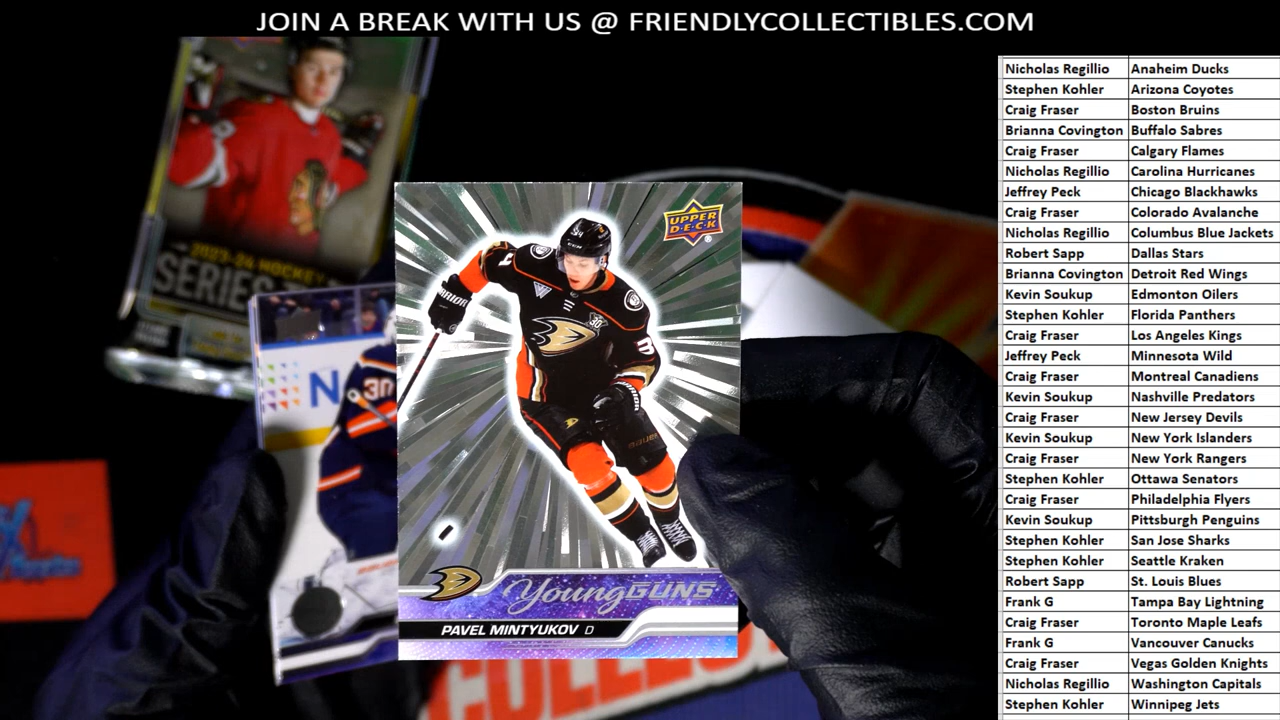 JOIN A BREAK WITH US @ FRIENDLYCOLLECTIBLES.COM
Nicholas Regillio Anaheim Ducks
Stephen Kohler Arizona Coyotes
Craig Fraser Boston Bruins
Brianna Covington Buffalo Sabres
Craig Fraser Calgary Flames
Nicholas Regillio Carolina Hurricanes
Jeffrey Peck Chicago Blackhawks
Craig Fraser Colorado Avalanche
Nicholas Regillio Columbus Blue Jackets
Robert Sapp Dallas Stars
Brianna Covington Detroit Red Wings
Kevin Soukup Edmonton Oilers
Stephen Kohler Florida Panthers
Craig Fraser Los Angeles Kings
Jeffrey Peck Minnesota Wild
Craig Fraser Montreal Canadiens
Kevin Soukup Nashville Predators
Craig Fraser New Jersey Devils
Kevin Soukup New York Islanders
Craig Fraser New York Rangers
Stephen Kohler Ottawa Senators
Craig Fraser Philadelphia Flyers
Kevin Soukup Pittsburgh Penguins
Stephen Kohler San Jose Sharks
Stephen Kohler Seattle Kraken
Robert Sapp St. Louis Blues
Frank G Tampa Bay Lightning
Craig Fraser Toronto Maple Leafs
Frank G Vancouver Canucks
Craig Fraser Vegas Golden Knights
Nicholas Regillio Washington Capitals
Stephen Kohler Winnipeg Jets
UPPER
D·E·C·K
Young GUNS
PAVEL MINTYUKOV D
2023-24 HOCKEY
SERIES
N
30